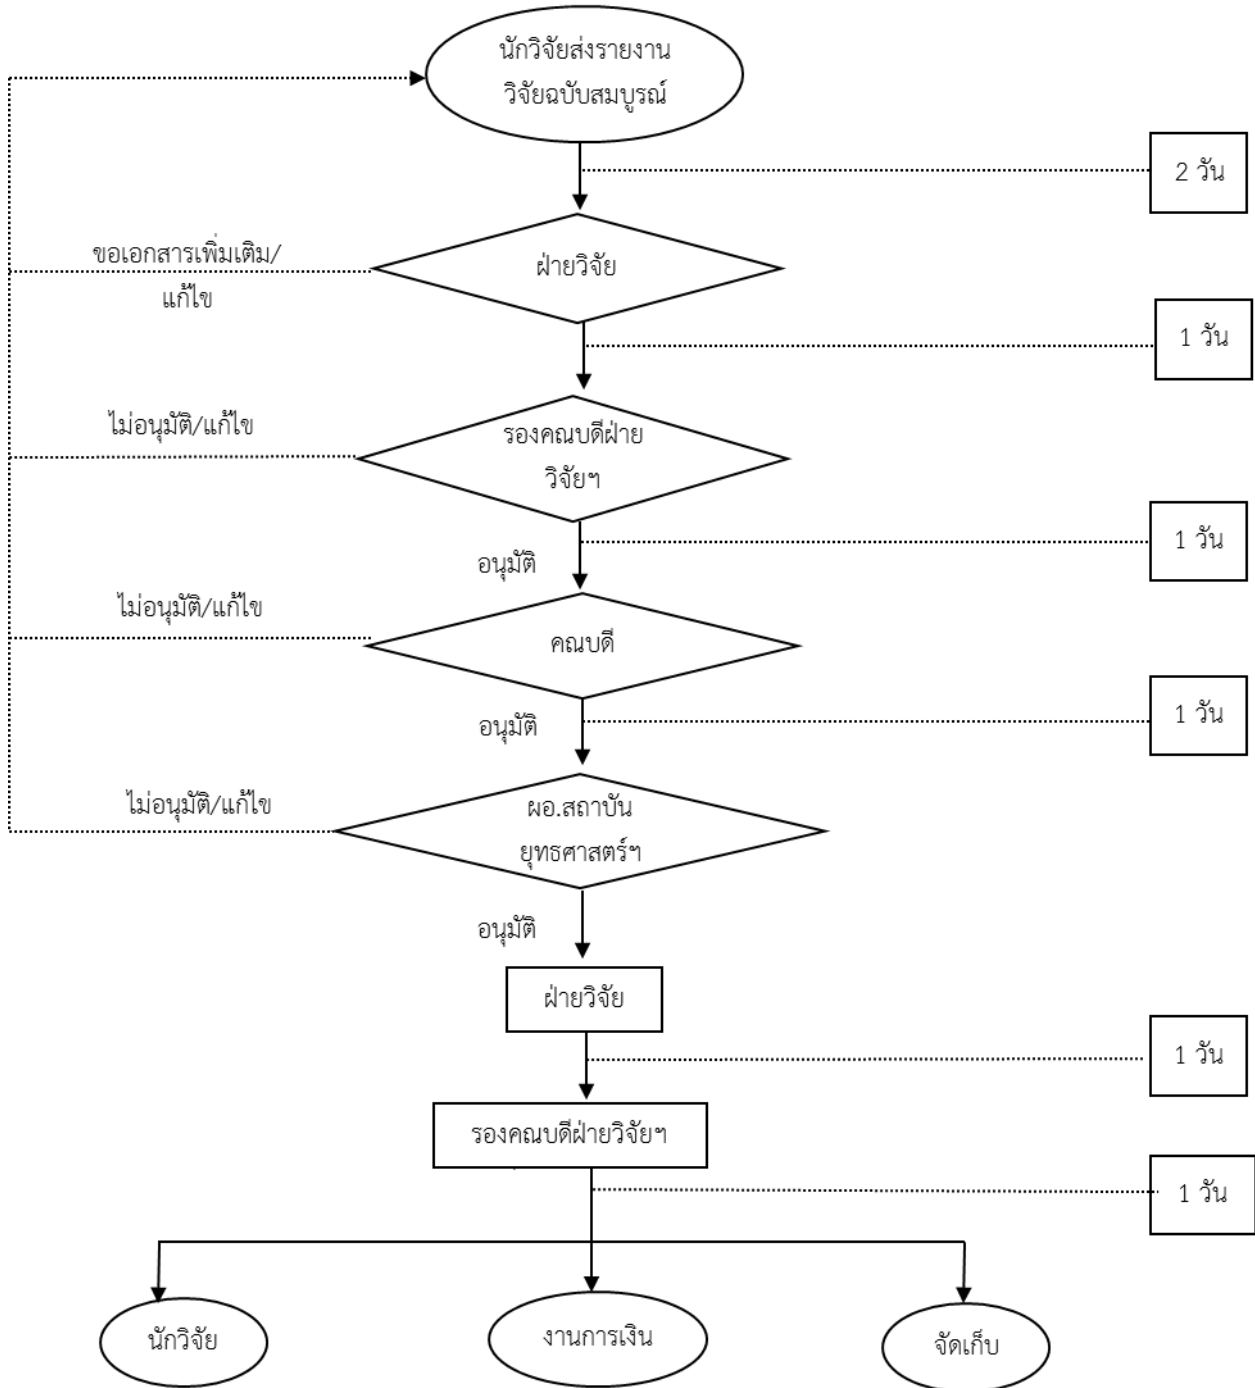 นักวิจัยส่งรายงาน
วิจัยฉบับสมบูรณ์
2 วัน
ขอเอกสารเพิ่มเติม/
แก้ไข
ฝ่ายวิจัย
1 วัน
ไม่อนุมัติ/แก้ไข
รองคณบดีฝ่าย
วิจัยฯ
1 วัน
อนุมัติ
ไม่อนุมัติ/แก้ไข
คณบดี
1 วัน
อนุมัติ
ไม่อนุมัติ/แก้ไข
ผอ.สถาบัน
ยุทธศาสตร์ฯ
อนุมัติ
ฝ่ายวิจัย
1 วัน
รองคณบดีฝ่ายวิจัยฯ
1 วัน
นักวิจัย
งานการเงิน
จัดเก็บ